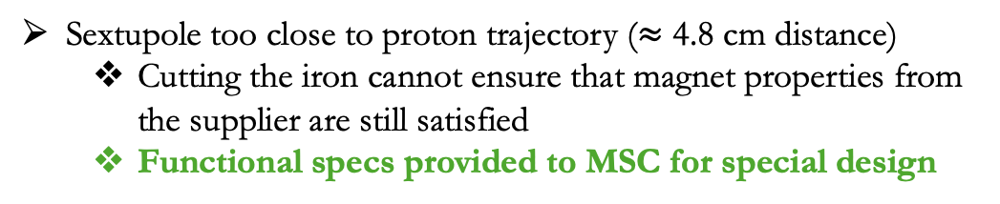 ➤ Sextupole too close to proton trajectory (≈ 4.8 cm distance)
❖ Cutting the iron cannot ensure that magnet properties from
the supplier are still satisfied
❖ Functional specs provided to MSC for special design